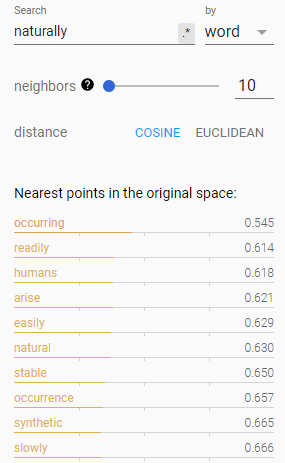 Search by
naturally .* word
neighbors ? 10
distance COSINE EUCLIDEAN
Nearest points in the original space:
occurring 0.545
readily 0.614
humans 0.618
arise 0.621
easily 0.629
natural 0.630
stable 0.650
occurrence 0.657
synthetic 0.665
slowly 0.666